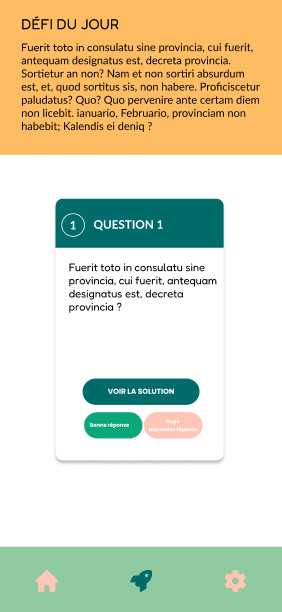 DÉFI DU JOUR
Fuerit toto in consulatu sine provincia, cui fuerit,
antequam designatus est, decreta provincia.
Sortietur an non? Nam et non sortiri absurdum
est, et, quod sortitus sis, non habere. Proficiscetur
paludatus? Quo? Quo pervenire ante certam diem
non licebit. ianuario, Februario, provinciam non
habebit; Kalendis ei deniq ?
1 QUESTION 1
Fuerit toto in consulatu sine
provincia, cui fuerit, antequam
designatus est, decreta
provincia ?
VOIR LA SOLUTION
Bonne réponse
Oups
mauvaise réponse